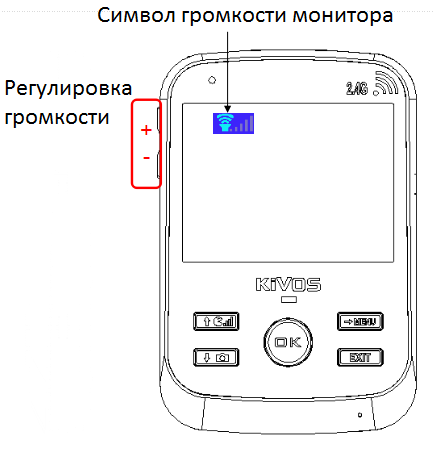 Символ громкости монитора
Регулировка
громкости
+
-
2.4G
KiVOS
↑
→MENU
OK
↓
EXIT